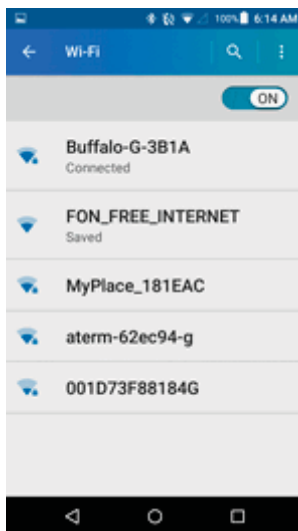 100% 6:14 AM
Wi-Fi
ON
Buffalo-G-3B1A
Connected
FON_FREE_INTERNET
Saved
MyPlace_181EAC
aterm-62ec94-g
001D73F88184G